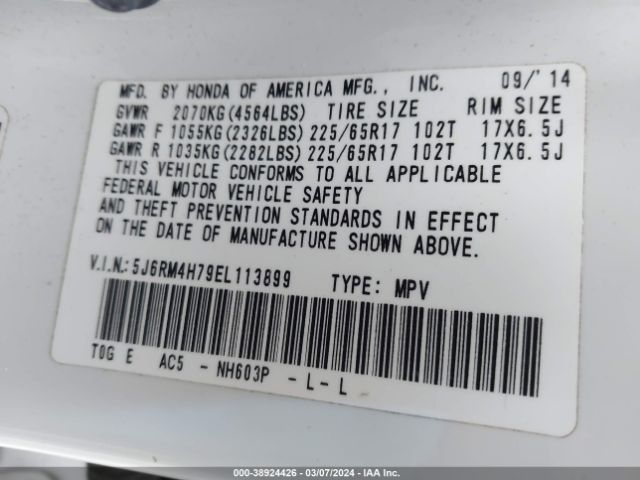 MFD. BY HONDA OF AMERICA MFG., INC. 09/'14
GVWR 2070KG(4564LBS) TIRE SIZE RIM SIZE
GAWR F 1055KG(2326LBS) 225/65R17 102T 17X6.5J
GAWR R 1035KG(2282LBS) 225/65R17 102T 17X6.5J
THIS VEHICLE CONFORMS TO ALL APPLICABLE
FEDERAL MOTOR VEHICLE SAFETY
AND THEFT PREVENTION STANDARDS IN EFFECT
ON THE DATE OF MANUFACTURE SHOWN ABOVE.
V.I.N.: 5J6RM4H79EL113899 TYPE: MPV
T0G E AC5 - NH603P - L - L
000-38924426 - 03/07/2024 - IAA Inc.